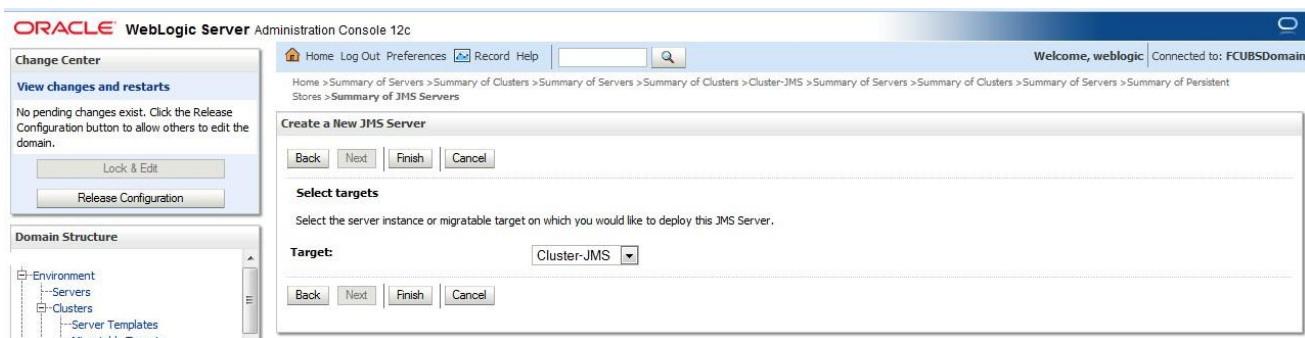 ORACLE WebLogic Server Administration Console 12c
Change Center
View changes and restarts
No pending changes exist. Click the Release
Configuration button to allow others to edit the
domain.
Lock & Edit
Release Configuration
Domain Structure
Environment
Servers
Clusters
Server Templates
Home Log Out Preferences Record Help
Welcome, weblogic Connected to: FCUBSDomain
Home >Summary of Servers >Summary of Clusters >Summary of Servers >Summary of Clusters >Cluster-JMS >Summary of Servers >Summary of Clusters >Summary of Servers >Summary of Persistent
Stores >Summary of JMS Servers
Create a New JMS Server
Back Next Finish Cancel
Select targets
Select the server instance or migratable target on which you would like to deploy this JMS Server.
Target: Cluster-JMS
Back Next Finish Cancel